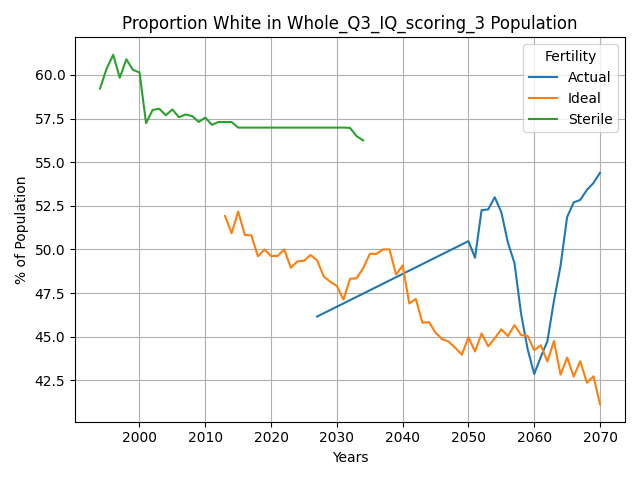 Proportion White in Whole_Q3_IQ_scoring_3 Population
Fertility
Actual
Ideal
Sterile
% of Population
60.0
57.5
55.0
52.5
50.0
47.5
45.0
42.5
2000 2010 2020 2030 2040 2050 2060 2070
Years